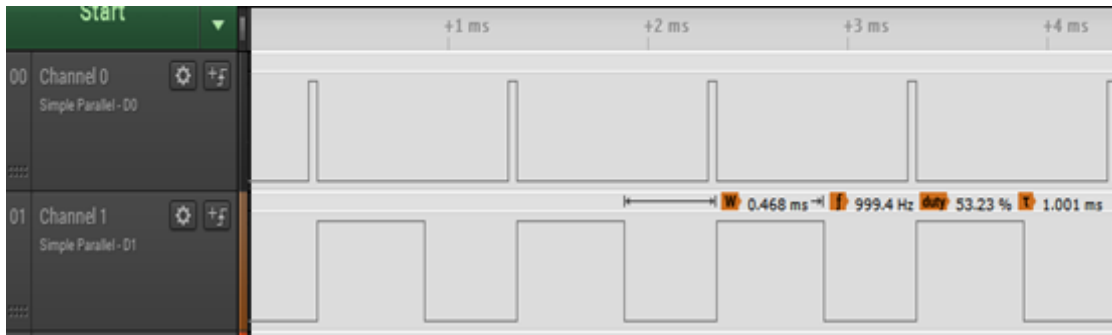 Start
+1 ms +2 ms +3 ms +4 ms
00 Channel 0
Simple Parallel - D0
W 0.468 ms f 999.4 Hz duty 53.23 % T 1.001 ms
01 Channel 1
Simple Parallel - D1